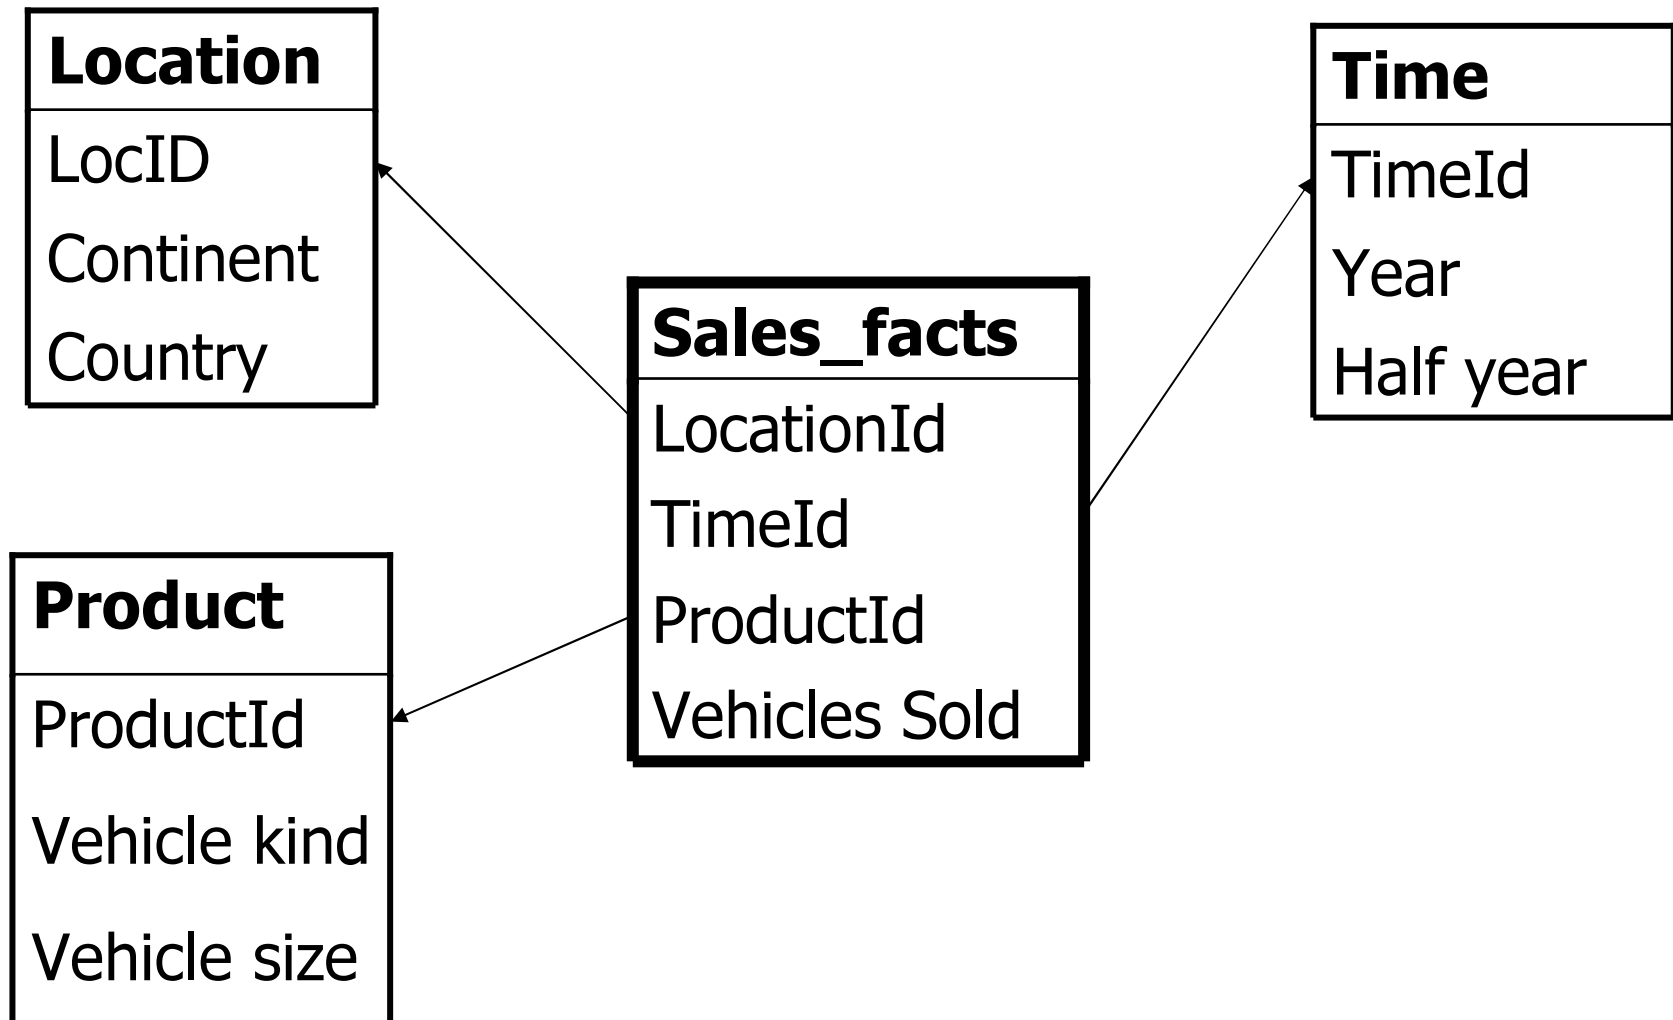 Location
LocID
Continent
Country
Time
TimeId
Year
Half year
Sales_facts
LocationId
TimeId
ProductId
Vehicles Sold
Product
ProductId
Vehicle kind
Vehicle size